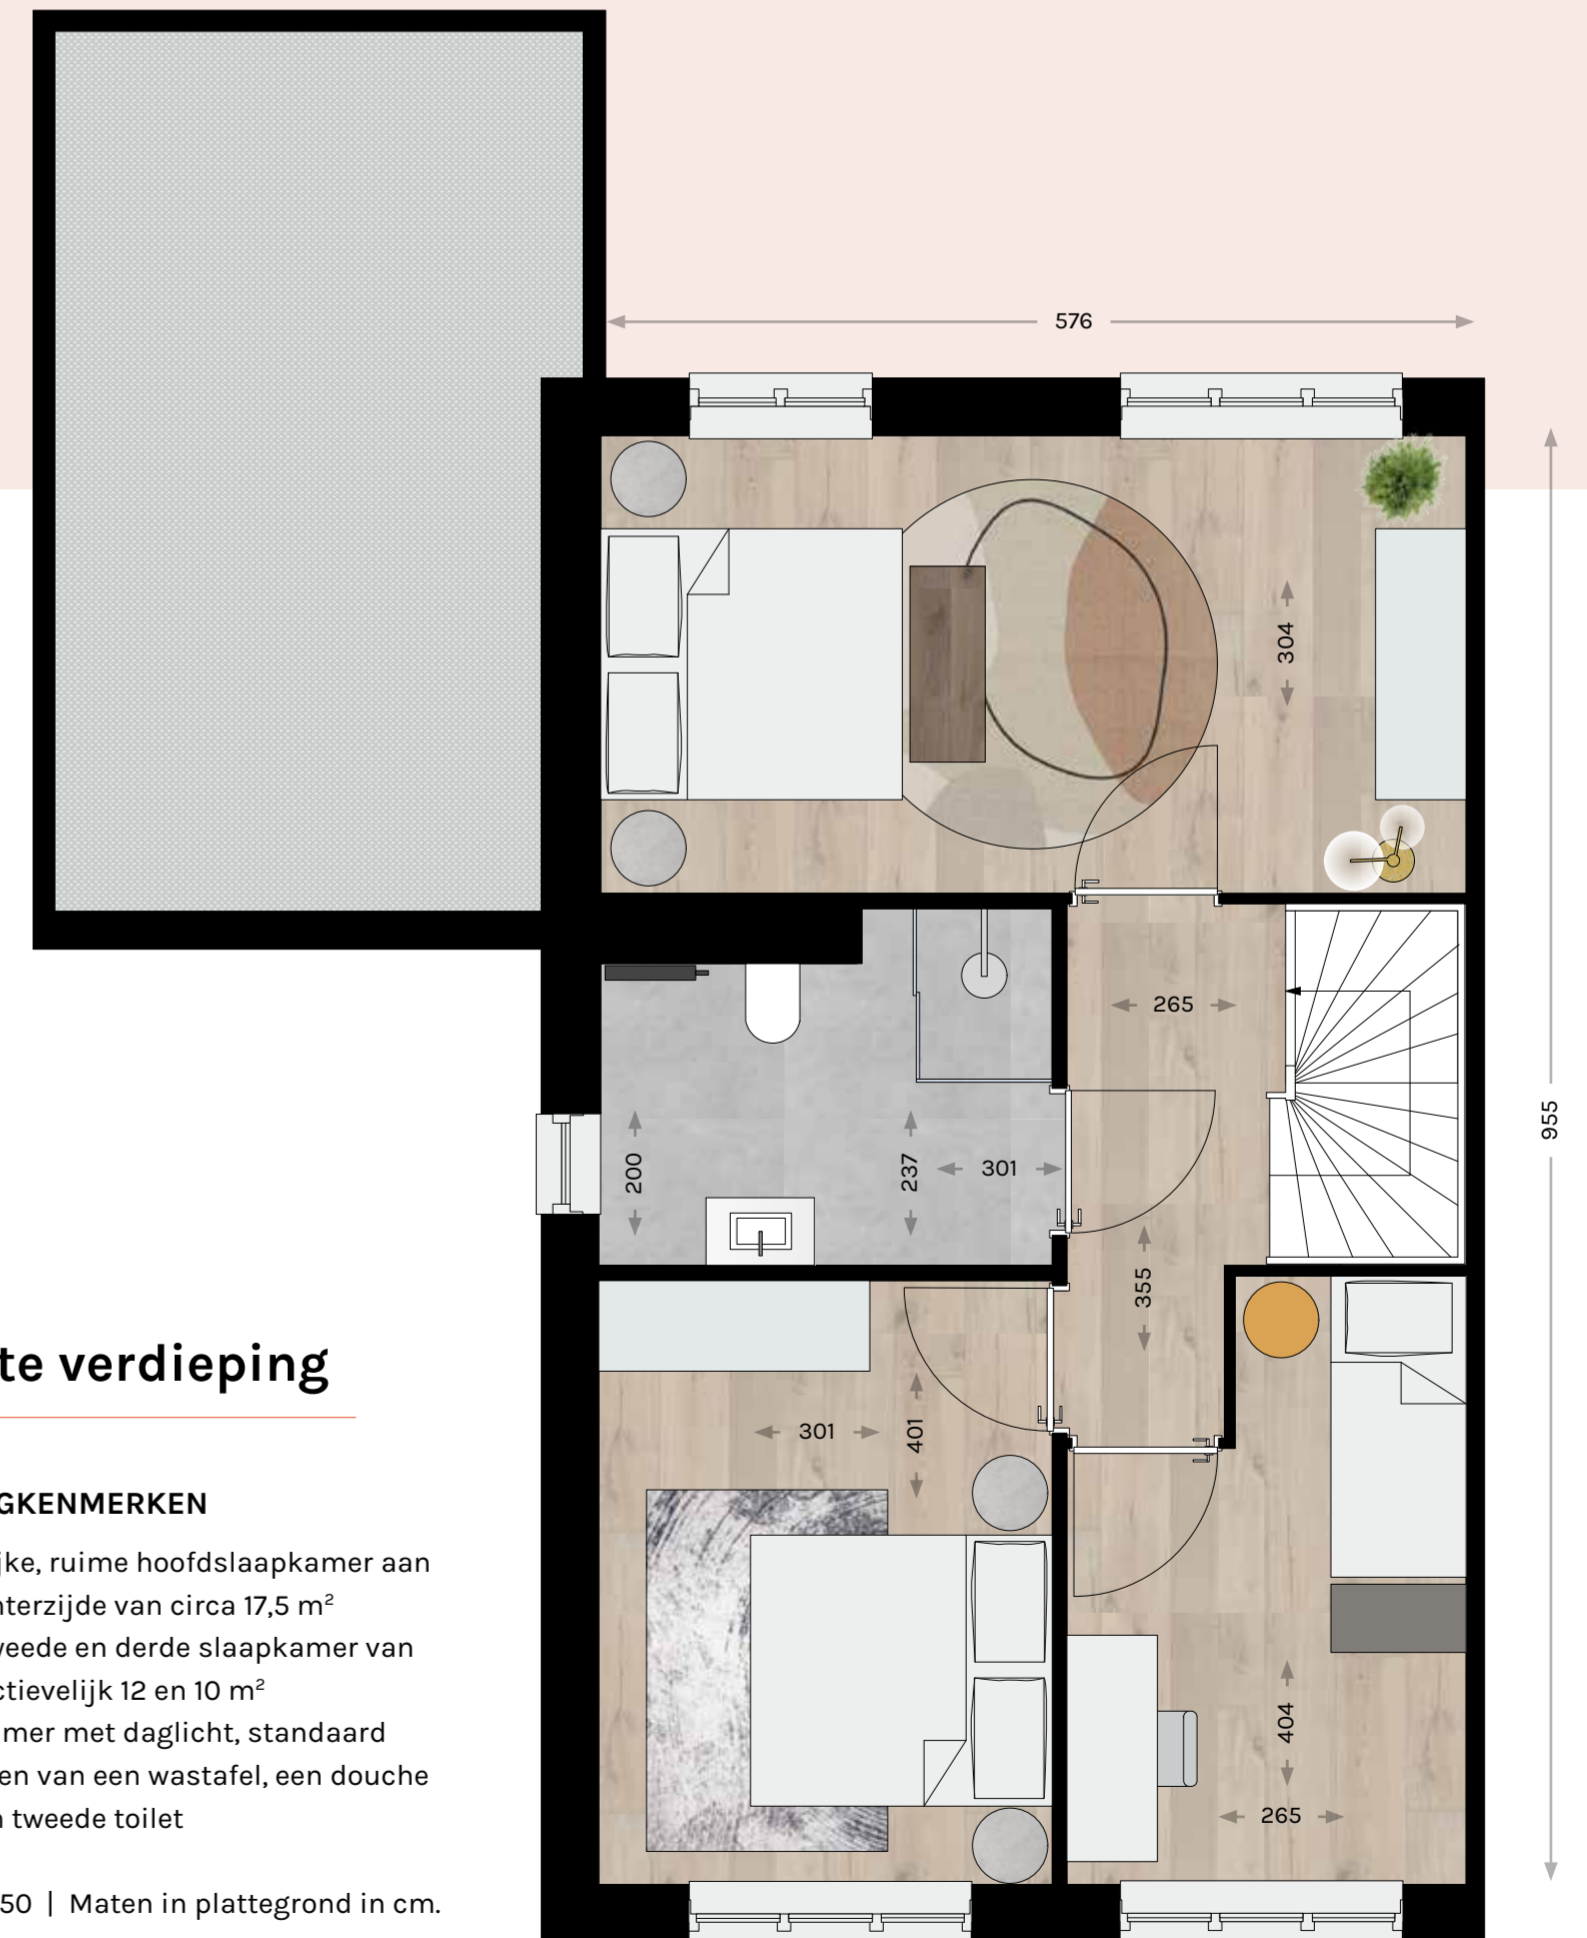 576
304
955
265
200
237
301
355
301
401
404
265
te verdieping
GKENMERKEN
jke, ruime hoofdslaapkamer aan
nterzijde van circa 17,5 m²
weede en derde slaapkamer van
ctievelijk 12 en 10 m²
mer met daglicht, standaard
en van een wastafel, een douche
n tweede toilet
50 | Maten in plattegrond in cm.